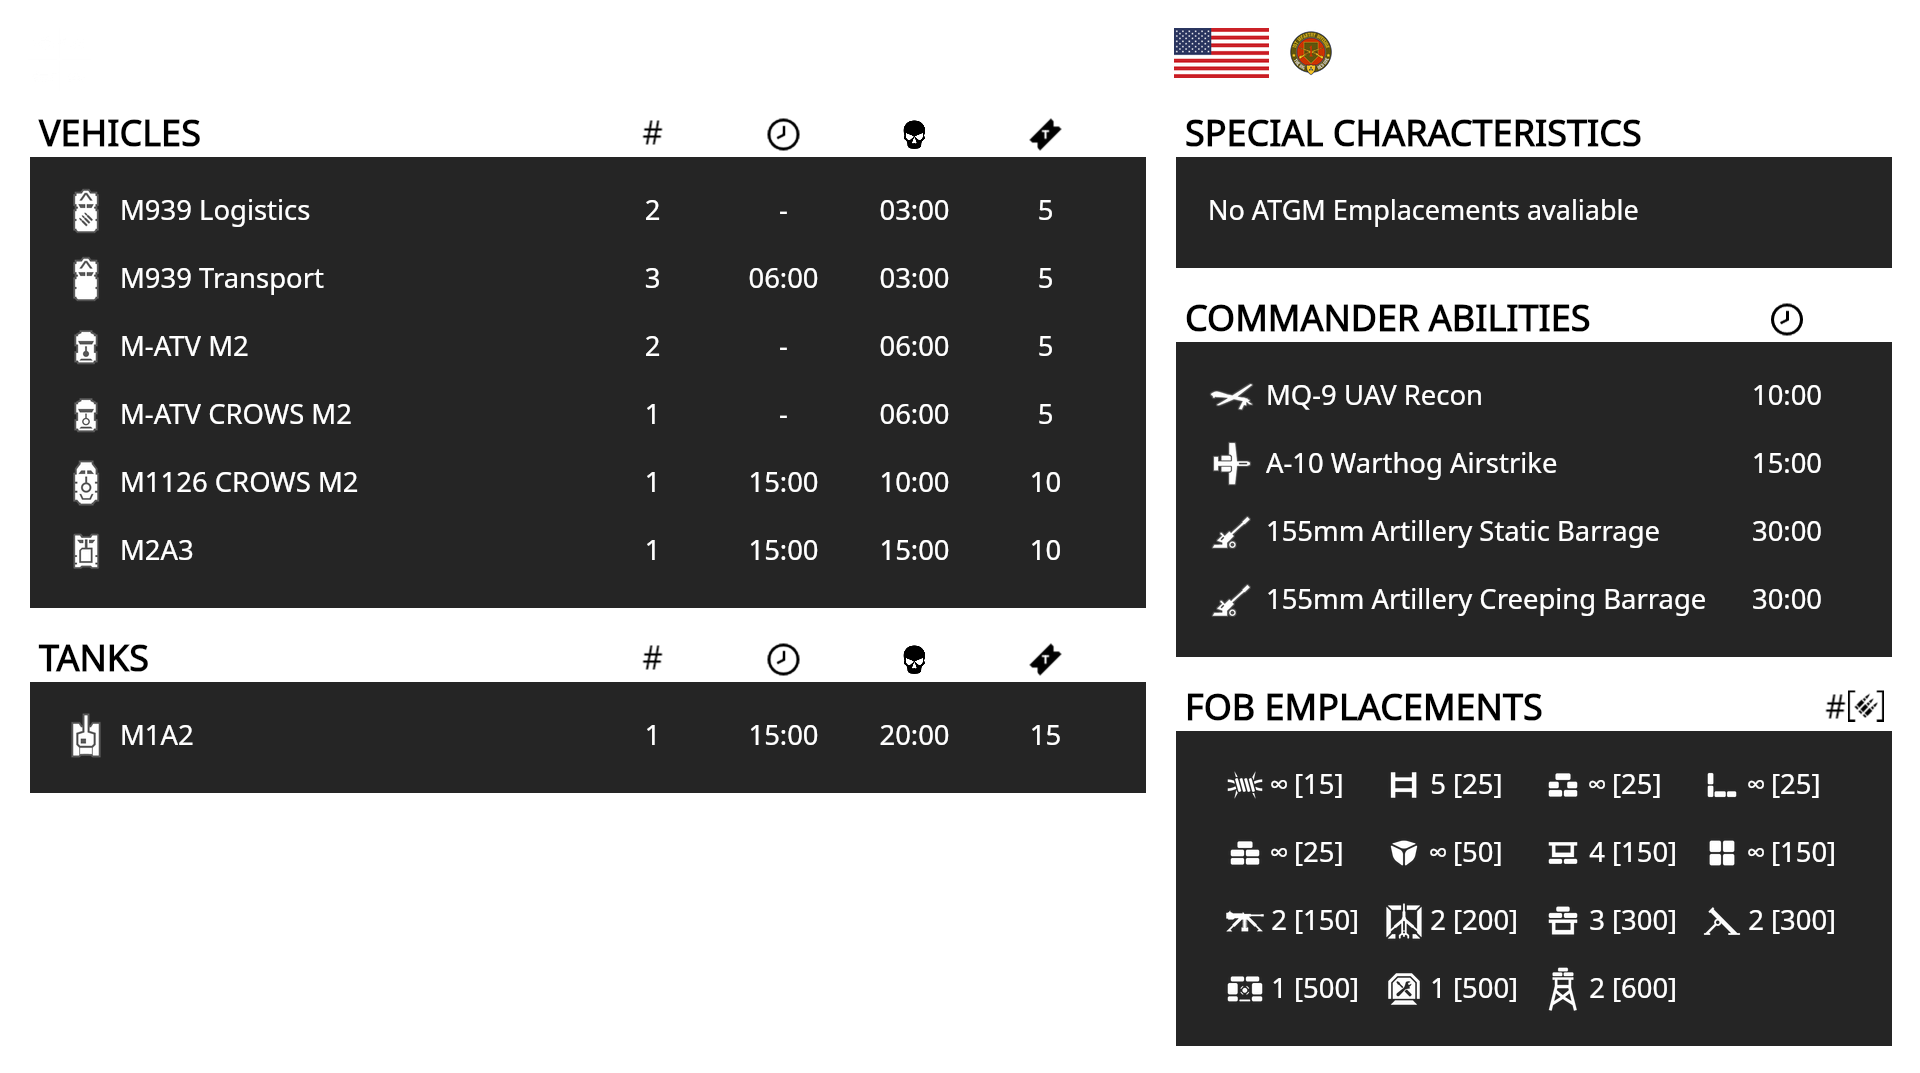 VEHICLES #
M939 Logistics 2 - 03:00 5
M939 Transport 3 06:00 03:00 5
M-ATV M2 2 - 06:00 5
M-ATV CROWS M2 1 - 06:00 5
M1126 CROWS M2 1 15:00 10:00 10
M2A3 1 15:00 15:00 10
TANKS #
M1A2 1 15:00 20:00 15
SPECIAL CHARACTERISTICS
No ATGM Emplacements avaliable
COMMANDER ABILITIES
MQ-9 UAV Recon 10:00
A-10 Warthog Airstrike 15:00
155mm Artillery Static Barrage 30:00
155mm Artillery Creeping Barrage 30:00
FOB EMPLACEMENTS #[ ]
∞ [15] 5 [25] ∞ [25] ∞ [25]
∞ [25] ∞ [50] 4 [150] ∞ [150]
2 [150] 2 [200] 3 [300] 2 [300]
1 [500] 1 [500] 2 [600]